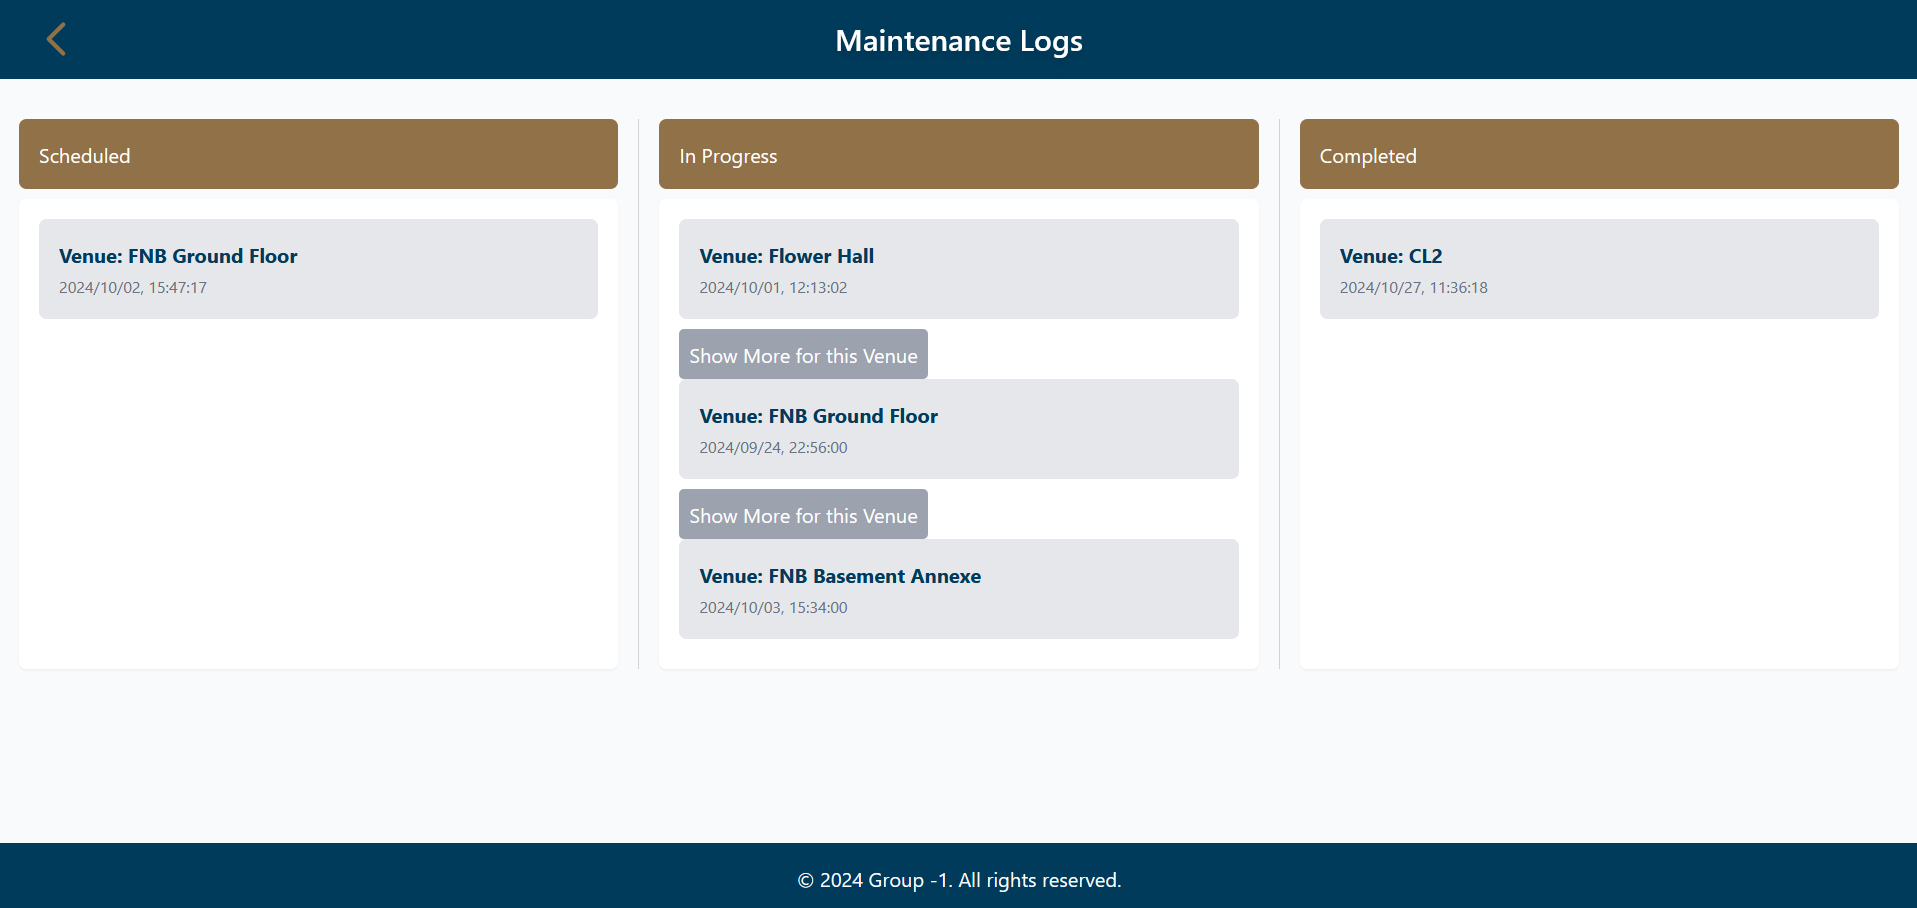 Maintenance Logs
Scheduled
Venue: FNB Ground Floor
2024/10/02, 15:47:17
In Progress
Venue: Flower Hall
2024/10/01, 12:13:02
Show More for this Venue
Venue: FNB Ground Floor
2024/09/24, 22:56:00
Show More for this Venue
Venue: FNB Basement Annexe
2024/10/03, 15:34:00
Completed
Venue: CL2
2024/10/27, 11:36:18
© 2024 Group -1. All rights reserved.